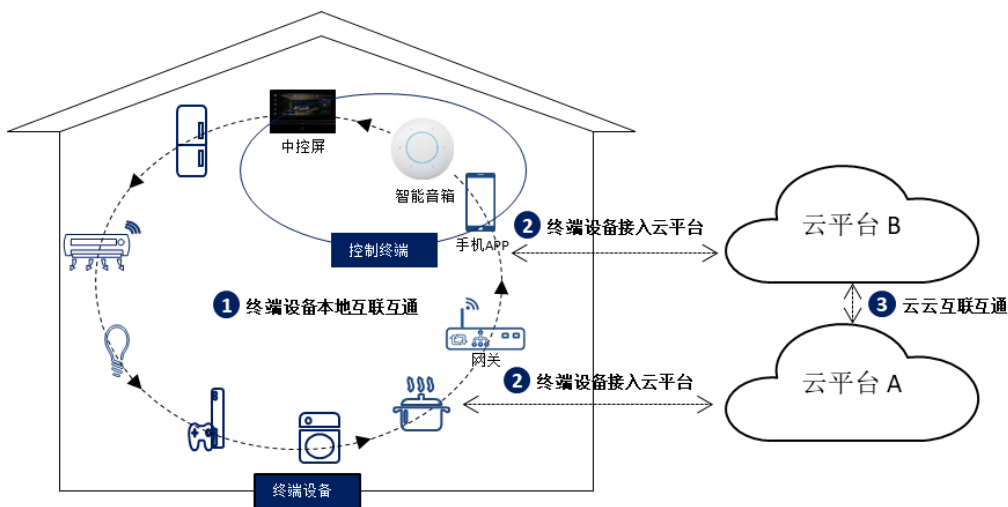 中控屏
智能音箱
手机APP
控制终端
2 终端设备接入云平台
云平台 B
1 终端设备本地互联互通
3 云云互联互通
网关
2 终端设备接入云平台
云平台 A
终端设备